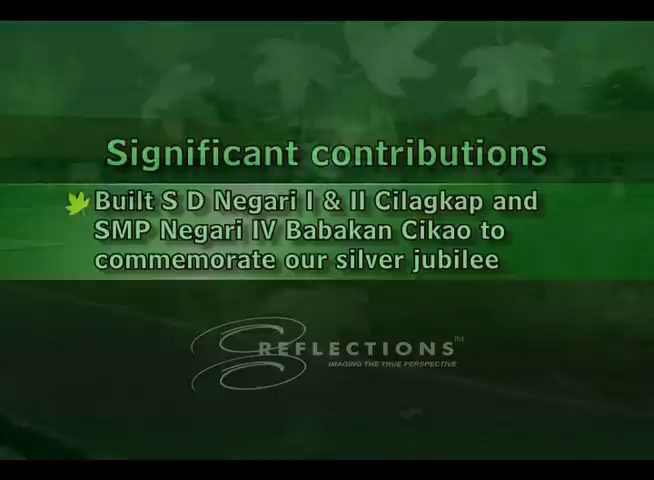 Significant contributions
Built S D Negari I & II Cilagkap and
SMP Negari IV Babakan Cikao to
commemorate our silver jubilee
REFLECTIONS™
IMAGING THE TRUE PERSPECTIVE